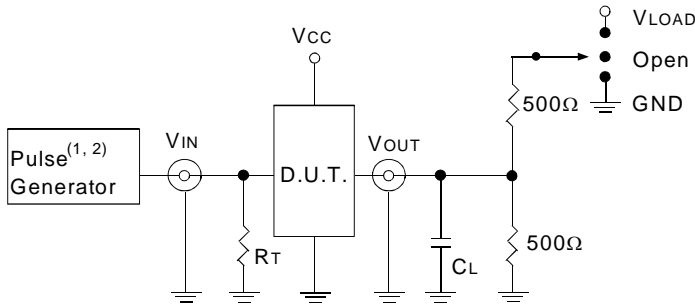 VLOAD
VCC
Open
500Ω
GND
VIN
VOUT
Pulse(1, 2)
Generator
D.U.T.
RT
CL
500Ω